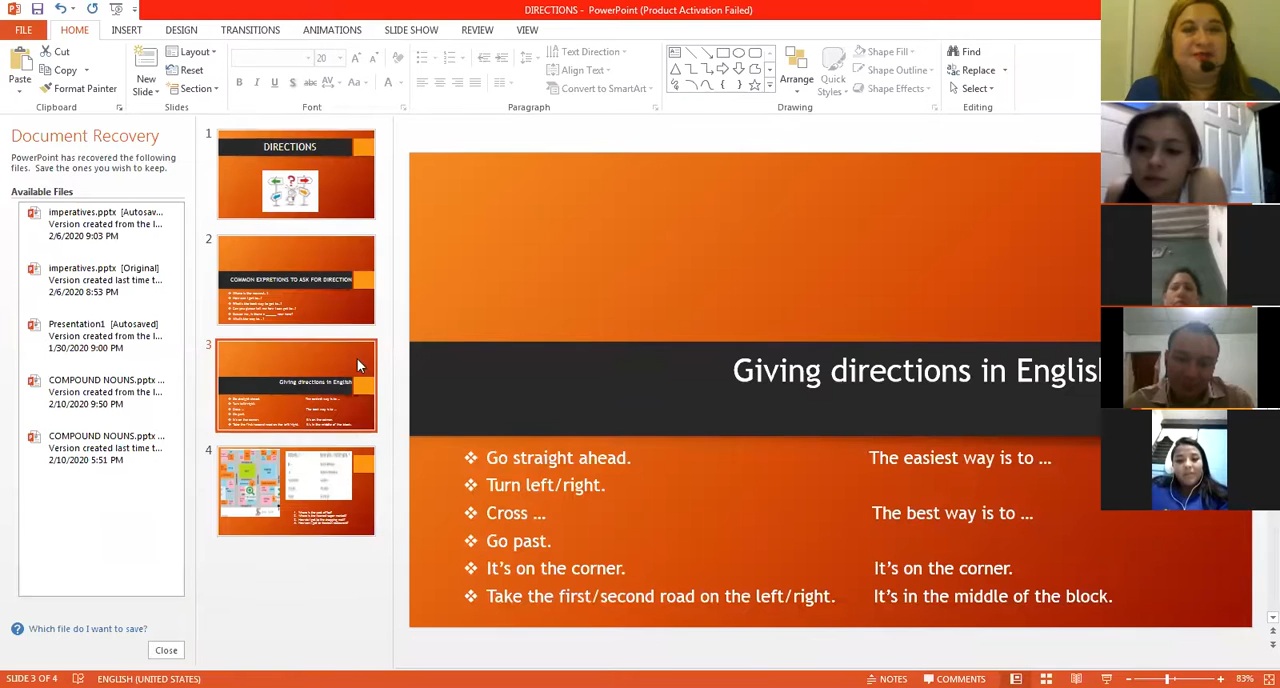 DIRECTIONS - PowerPoint (Product Activation Failed)
FILE HOME INSERT DESIGN TRANSITIONS ANIMATIONS SLIDE SHOW REVIEW VIEW
Paste
Cut
Copy
Format Painter
Clipboard
New
Slide
Layout
Reset
Section
Slides
20
B I U S abc AV Aa A
Font
Text Direction
Align Text
Convert to SmartArt
Paragraph
Arrange
Quick
Styles
Shape Fill
Shape Outline
Shape Effects
Drawing
Find
Replace
Select
Editing
Document Recovery
PowerPoint has recovered the following
files. Save the ones you wish to keep.
Available Files
imperatives.pptx [Autosav...
Version created from the l...
2/6/2020 9:03 PM
imperatives.pptx [Original]
Version created last time t...
2/6/2020 8:53 PM
Presentation1 [Autosaved]
Version created from the l...
1/30/2020 9:00 PM
COMPOUND NOUNS.pptx ...
Version created from the l...
2/10/2020 9:50 PM
COMPOUND NOUNS.pptx ...
Version created last time t...
2/10/2020 5:51 PM
Which file do I want to save?
Close
1
DIRECTIONS
2
COMMON EXPRETIONS TO ASK FOR DIRECTION
3
Giving directions in English
4
Giving directions in English
Go straight ahead.
Turn left/right.
Cross ...
Go past.
It's on the corner.
Take the first/second road on the left/right.
The easiest way is to ...
The best way is to ...
It's on the corner.
It's in the middle of the block.
SLIDE 3 OF 4 ENGLISH (UNITED STATES) NOTES COMMENTS 83%